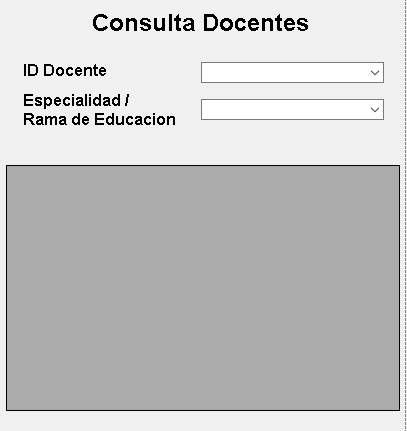 Consulta Docentes
ID Docente
Especialidad /
Rama de Educacion